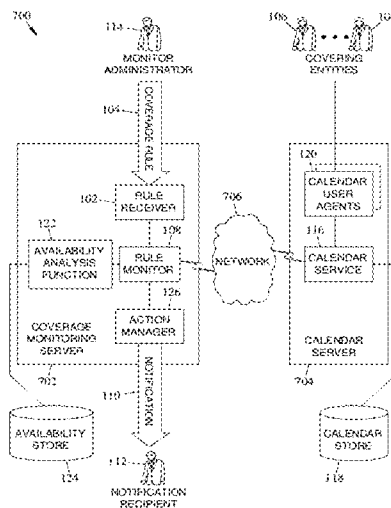 700
114
MONITOR
ADMINISTRATOR
106
COVERING
ENTITIES
104
COVERAGE RULE
102
RULE
RECEIVER
120
CALENDAR
USER
AGENTS
122
AVAILABILITY
ANALYSIS
FUNCTION
108
RULE
MONITOR
706
NETWORK
116
CALENDAR
SERVICE
126
ACTION
MANAGER
COVERAGE
MONITORING
SERVER
702
CALENDAR
SERVER
704
110
NOTIFICATION
AVAILABILITY
STORE
124
CALENDAR
STORE
118
112
NOTIFICATION
RECIPIENT